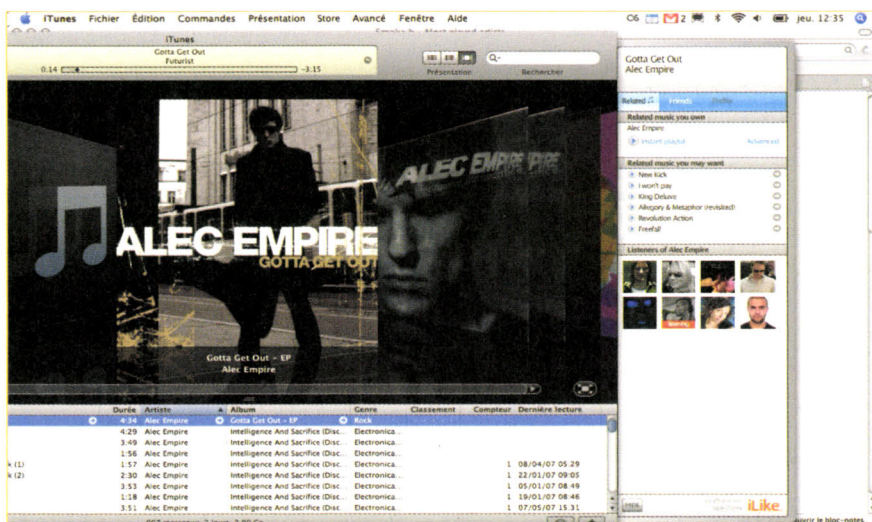 iTunes Fichier Édition Commandes Présentation Store Avancé Fenêtre Aide
2 jeu. 12:35
iTunes
Gotta Get Out
Futurist
0:14 -3:15
Présentation Rechercher
ALEC EMPIRE
GOTTA GET OUT
ALEC EMPIRE
Gotta Get Out – EP
Alec Empire
Durée Artiste Album Genre Classement Compteur Dernière lecture
4:34 Alec Empire Gotta Get Out – EP Rock
4:29 Alec Empire Intelligence And Sacrifice (Disc... Electronica...
3:49 Alec Empire Intelligence And Sacrifice (Disc... Electronica...
1:56 Alec Empire Intelligence And Sacrifice (Disc... Electronica...
k (1) 1:57 Alec Empire Intelligence And Sacrifice (Disc... Electronica... 1 08/04/07 05:29
k (2) 2:30 Alec Empire Intelligence And Sacrifice (Disc... Electronica... 1 22/01/07 09:05
3:53 Alec Empire Intelligence And Sacrifice (Disc... Electronica... 1 05/01/07 08:49
1:18 Alec Empire Intelligence And Sacrifice (Disc... Electronica... 1 19/01/07 08:46
3:51 Alec Empire Intelligence And Sacrifice (Disc... Electronica... 1 07/05/07 15:31
Gotta Get Out
Alec Empire
Related Friends Profile
Related music you own
Alec Empire
instant playlist
Related music you may want
New Kick
I won't pay
King Deluxe
Allegory & Metaphor (revisited)
Revolution Action
Freefall
Listeners of Alec Empire
iLike
ouvrir le bloc-notes